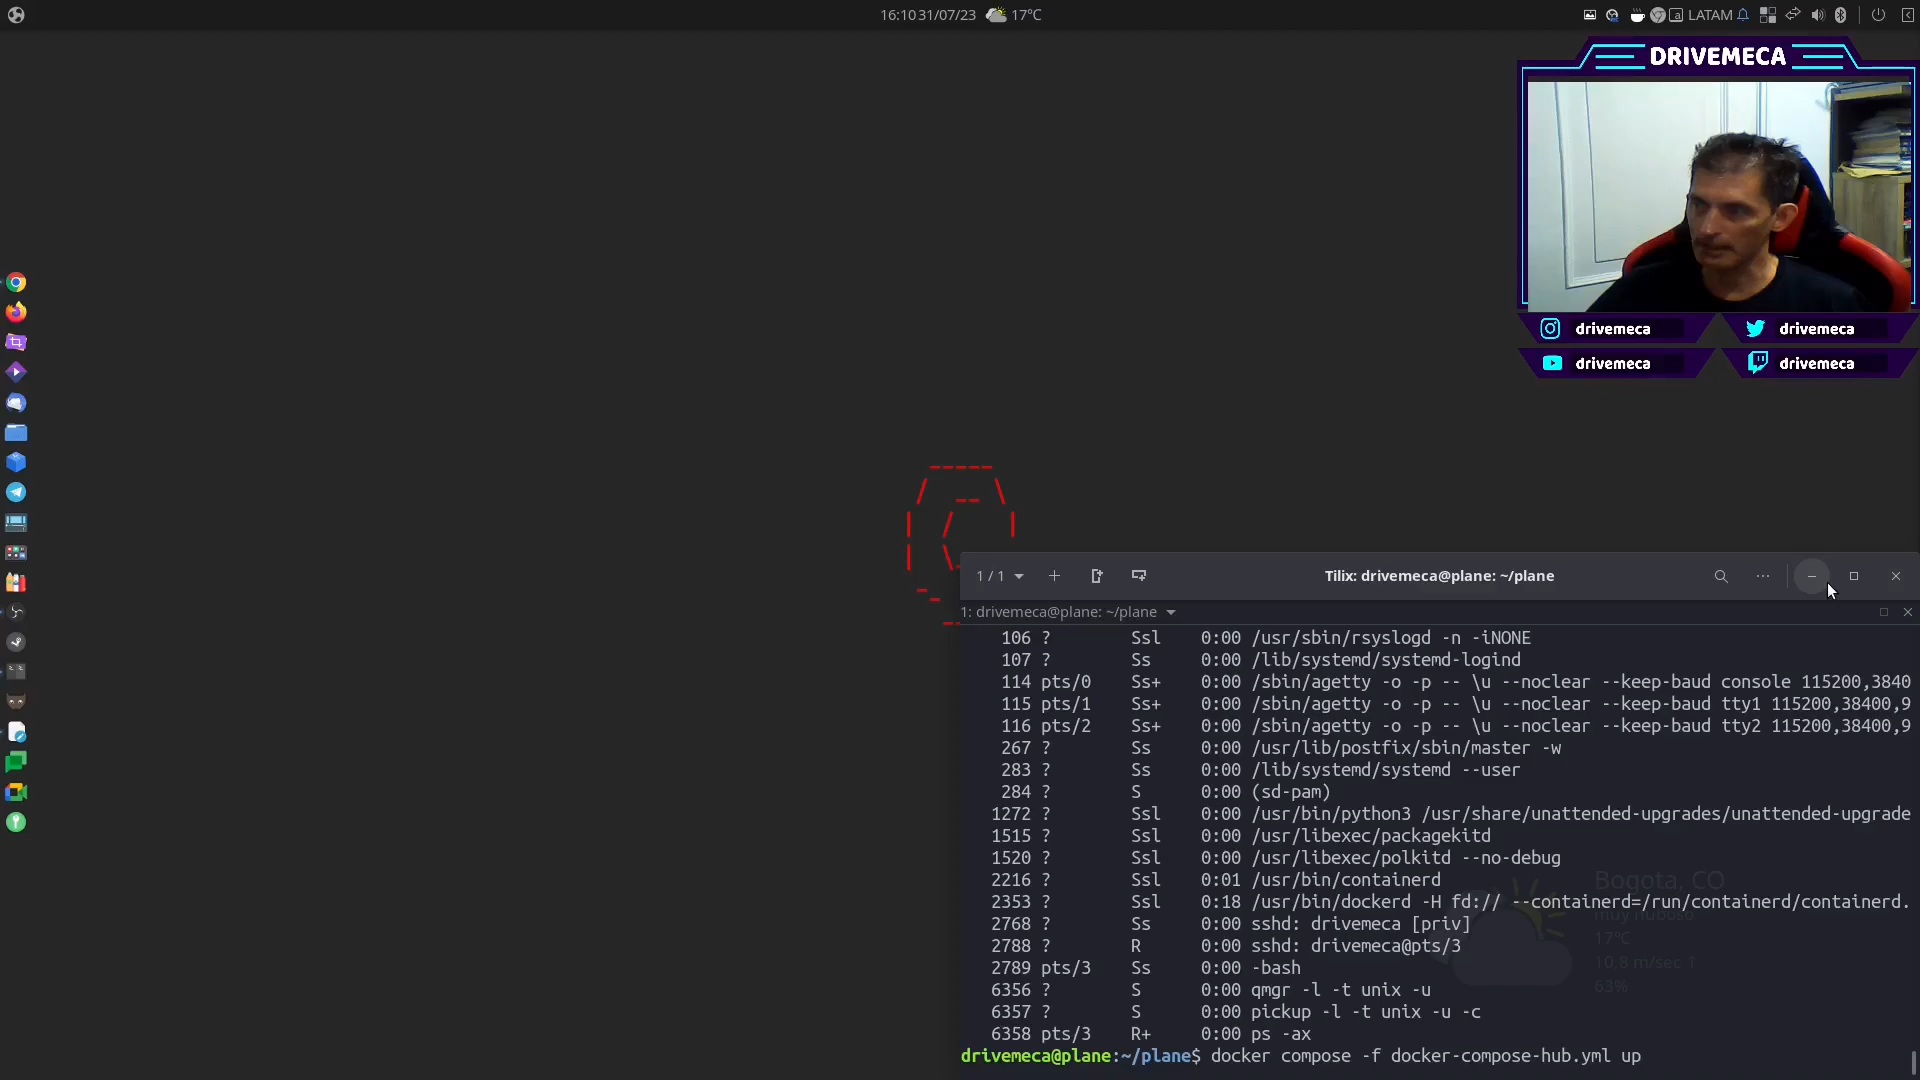 16:10 31/07/23 17°C
a LATAM
DRIVEMECA
drivemeca drivemeca
drivemeca drivemeca
1 / 1 Tilix: drivemeca@plane: ~/plane
1: drivemeca@plane: ~/plane
106 ? Ssl 0:00 /usr/sbin/rsyslogd -n -iNONE
107 ? Ss 0:00 /lib/systemd/systemd-logind
114 pts/0 Ss+ 0:00 /sbin/agetty -o -p -- \u --noclear --keep-baud console 115200,3840
115 pts/1 Ss+ 0:00 /sbin/agetty -o -p -- \u --noclear --keep-baud tty1 115200,38400,9
116 pts/2 Ss+ 0:00 /sbin/agetty -o -p -- \u --noclear --keep-baud tty2 115200,38400,9
267 ? Ss 0:00 /usr/lib/postfix/sbin/master -w
283 ? Ss 0:00 /lib/systemd/systemd --user
284 ? S 0:00 (sd-pam)
1272 ? Ssl 0:00 /usr/bin/python3 /usr/share/unattended-upgrades/unattended-upgrade
1515 ? Ssl 0:00 /usr/libexec/packagekitd
1520 ? Ssl 0:00 /usr/libexec/polkitd --no-debug
2216 ? Ssl 0:01 /usr/bin/containerd
Bogota, CO
2353 ? Ssl 0:18 /usr/bin/dockerd -H fd:// --containerd=/run/containerd/containerd.
muy nuboso
2768 ? Ss 0:00 sshd: drivemeca [priv]
17°C
2788 ? R 0:00 sshd: drivemeca@pts/3
10.8 m/sec ↑
2789 pts/3 Ss 0:00 -bash
63%
6356 ? S 0:00 qmgr -l -t unix -u
6357 ? S 0:00 pickup -l -t unix -u -c
6358 pts/3 R+ 0:00 ps -ax
drivemeca@plane:~/plane$ docker compose -f docker-compose-hub.yml up